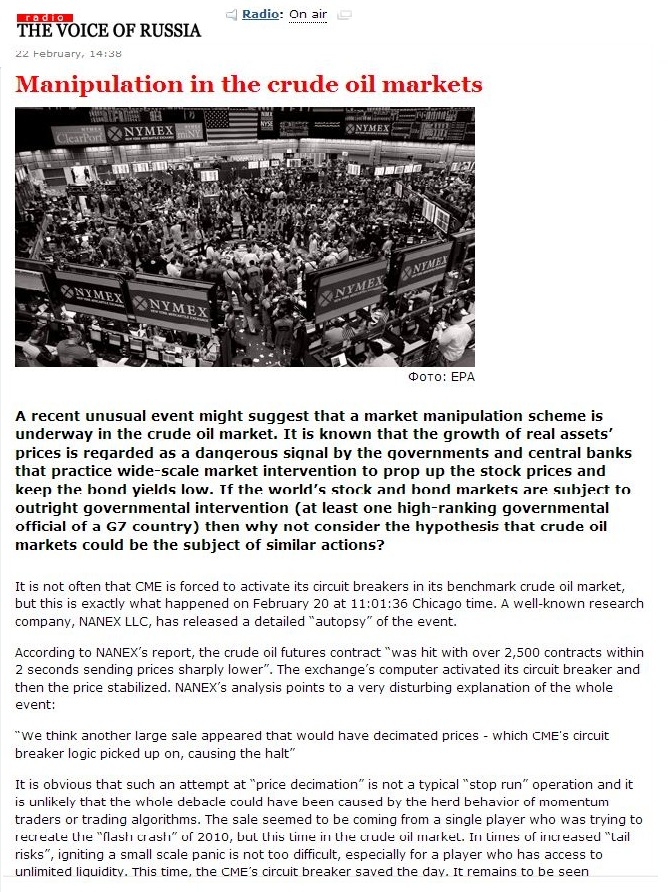 radio
THE VOICE OF RUSSIA
Radio: On air
22 February, 14:38
Manipulation in the crude oil markets
NYMEX
ClearPort
NYMEX
NEW YORK MERCANTILE EXCHANGE
miNY
NYMEX
NYMEX
NYMEX
NYMEX
NYMEX
Фото: EPA
A recent unusual event might suggest that a market manipulation scheme is
underway in the crude oil market. It is known that the growth of real assets’
prices is regarded as a dangerous signal by the governments and central banks
that practice wide-scale market intervention to prop up the stock prices and
keep the bond yields low. If the world’s stock and bond markets are subject to
outright governmental intervention (at least one high-ranking governmental
official of a G7 country) then why not consider the hypothesis that crude oil
markets could be the subject of similar actions?
It is not often that CME is forced to activate its circuit breakers in its benchmark crude oil market,
but this is exactly what happened on February 20 at 11:01:36 Chicago time. A well-known research
company, NANEX LLC, has released a detailed “autopsy” of the event.
According to NANEX’s report, the crude oil futures contract “was hit with over 2,500 contracts within
2 seconds sending prices sharply lower”. The exchange’s computer activated its circuit breaker and
then the price stabilized. NANEX’s analysis points to a very disturbing explanation of the whole
event:
“We think another large sale appeared that would have decimated prices - which CME’s circuit
breaker logic picked up on, causing the halt”
It is obvious that such an attempt at “price decimation” is not a typical “stop run” operation and it
is unlikely that the whole debacle could have been caused by the herd behavior of momentum
traders or trading algorithms. The sale seemed to be coming from a single player who was trying to
recreate the “flash crash” of 2010, but this time in the crude oil market. In times of increased “tail
risks”, igniting a small scale panic is not too difficult, especially for a player who has access to
unlimited liquidity. This time, the CME’s circuit breaker saved the day. It remains to be seen